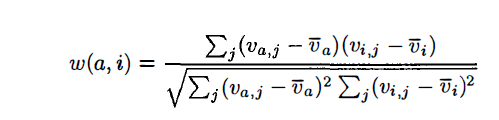 w(a, i) = \frac{\sum_j (v_{a,j} - \overline{v}_a)(v_{i,j} - \overline{v}_i)}{\sqrt{\sum_j (v_{a,j} - \overline{v}_a)^2 \sum_j (v_{i,j} - \overline{v}_i)^2}}